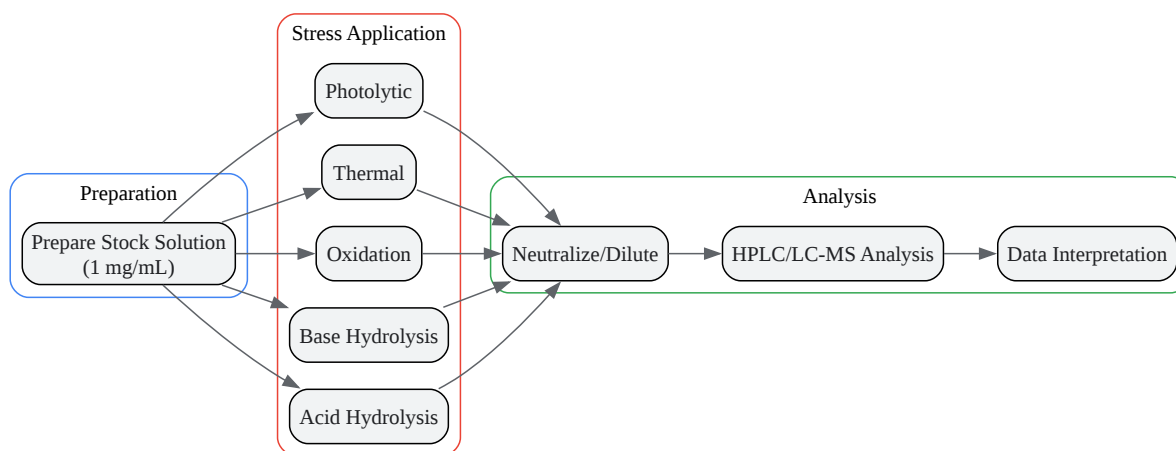 Stress Application
Photolytic
Thermal
Oxidation
Base Hydrolysis
Acid Hydrolysis
Preparation
Prepare Stock Solution
(1 mg/mL)
Analysis
Neutralize/Dilute
HPLC/LC-MS Analysis
Data Interpretation